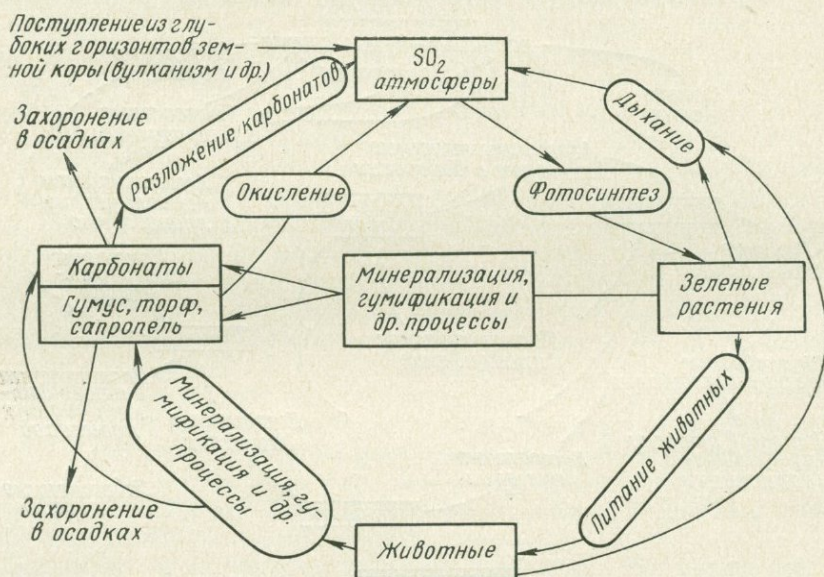 Поступление из глу-
боких горизонтов зем-
ной коры (вулканизм и др.)
SO₂
атмосферы
Захоронение
в осадках
Разложение карбонатов
Окисление
Фотосинтез
Дыхание
Карбонаты
Гумус, торф,
сапропель
Минерализация,
гумификация и
др. процессы
Зеленые
растения
Минерализация, гу-
мификация и др.
процессы
Питание животных
Захоронение
в осадках
Животные